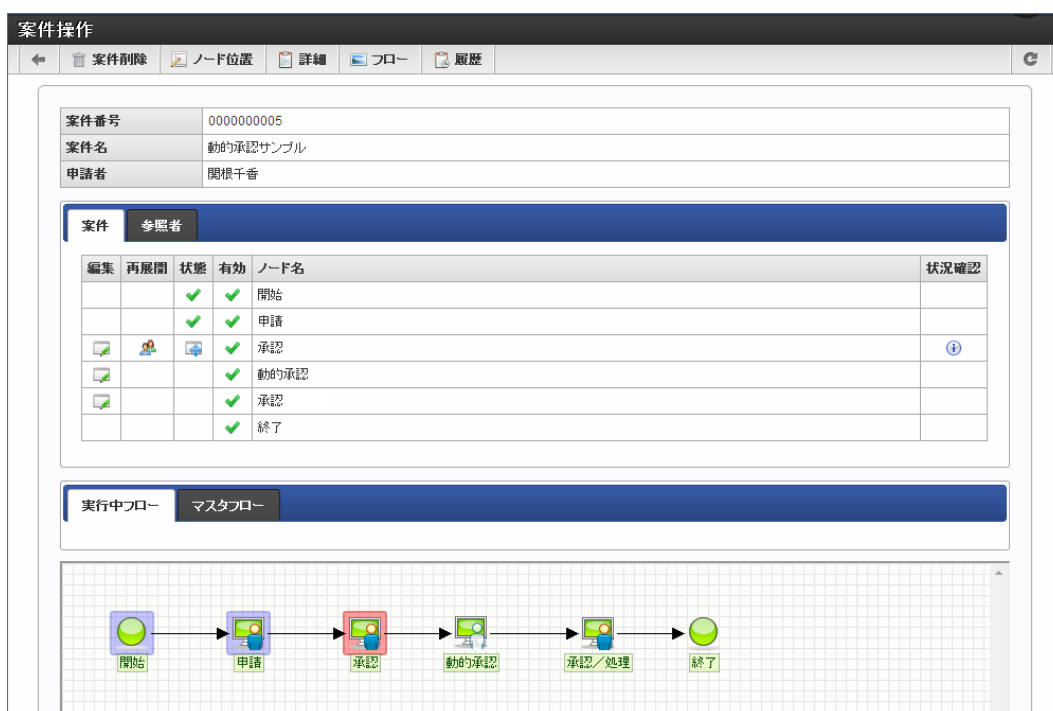 案件操作
案件削除 ノード位置 詳細 フロー 履歴
案件番号 0000000005
案件名 動的承認サンプル
申請者 関根千香
案件 参照者
編集 再展開 状態 有効 ノード名 状況確認
開始
申請
承認
動的承認
承認
終了
実行中フロー マスタフロー
開始 申請 承認 動的承認 承認／処理 終了